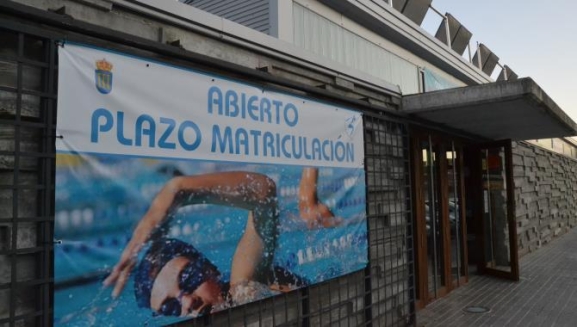 ABIERTO
PLAZO MATRICULACIÓN